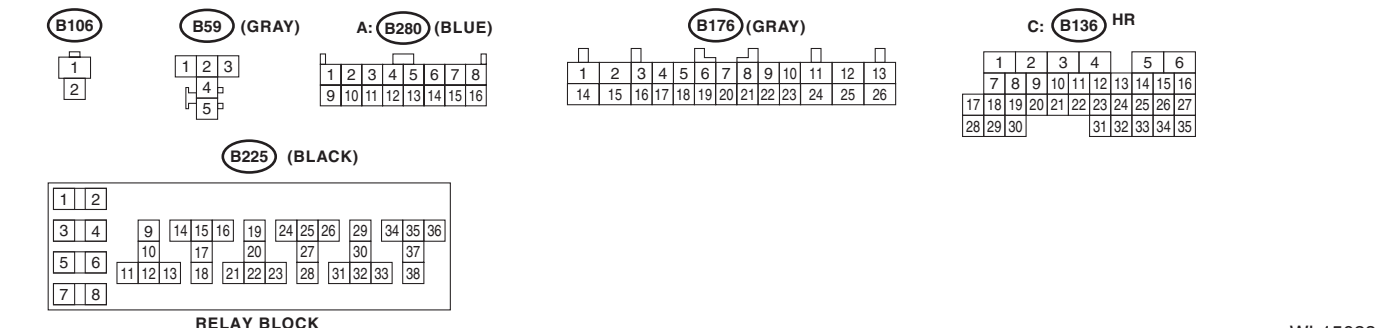 B106 B59 (GRAY) A: B280 (BLUE) B176 (GRAY) C: B136 HR
1
2
1 2 3
4
5
1 2 3 4 5 6 7 8
9 10 11 12 13 14 15 16
1 2 3 4 5 6 7 8 9 10 11 12 13
14 15 16 17 18 19 20 21 22 23 24 25 26
1 2 3 4 5 6
7 8 9 10 11 12 13 14 15 16
17 18 19 20 21 22 23 24 25 26 27
28 29 30 31 32 33 34 35
B225 (BLACK)
1 2
3 4 9 14 15 16 19 24 25 26 29 34 35 36
10 17 20 27 30 37
5 6 11 12 13 18 21 22 23 28 31 32 33 38
7 8
RELAY BLOCK